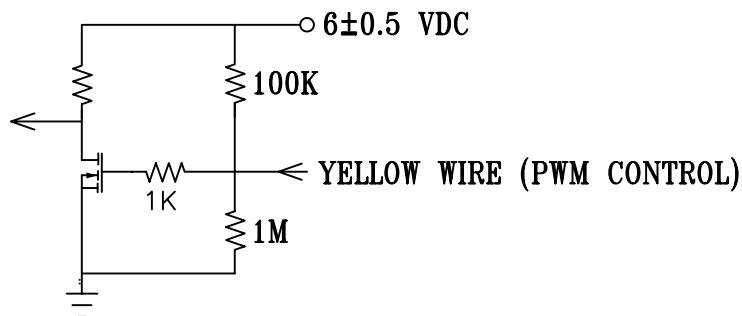 6±0.5 VDC
100K
YELLOW WIRE (PWM CONTROL)
1K
1M